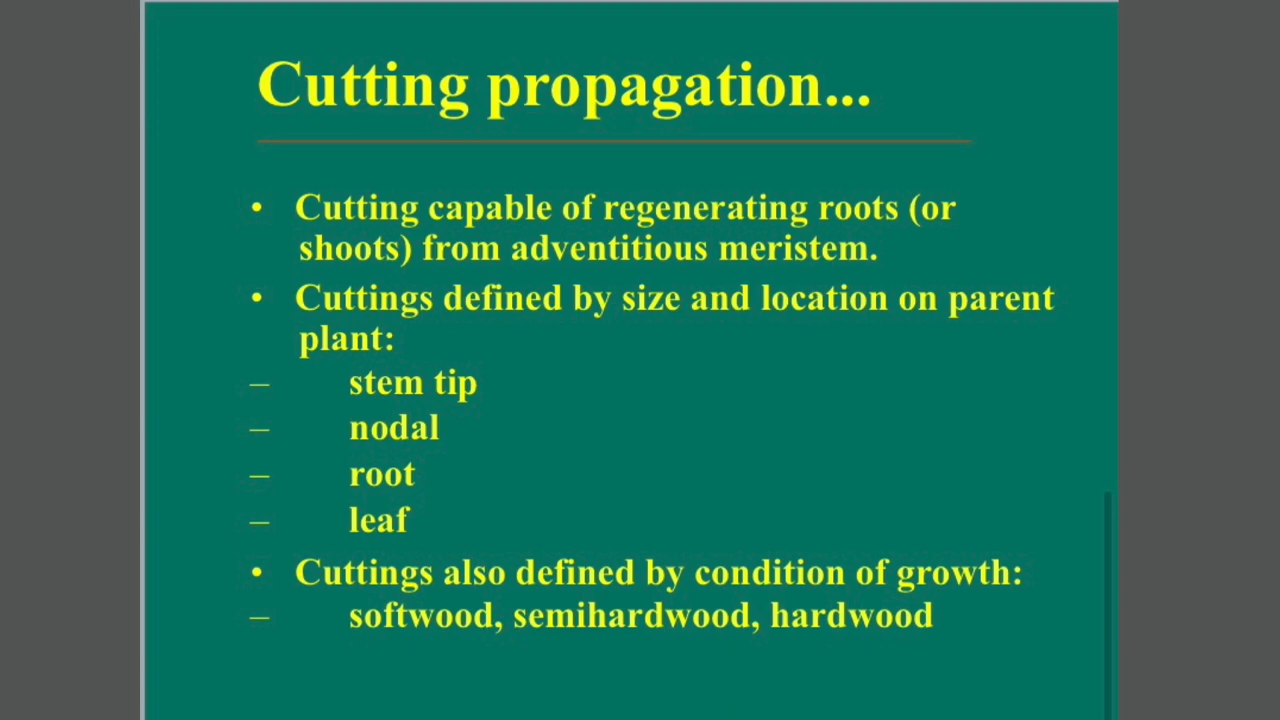 Cutting propagation...
• Cutting capable of regenerating roots (or
shoots) from adventitious meristem.
• Cuttings defined by size and location on parent
plant:
– stem tip
– nodal
– root
– leaf
• Cuttings also defined by condition of growth:
– softwood, semihardwood, hardwood